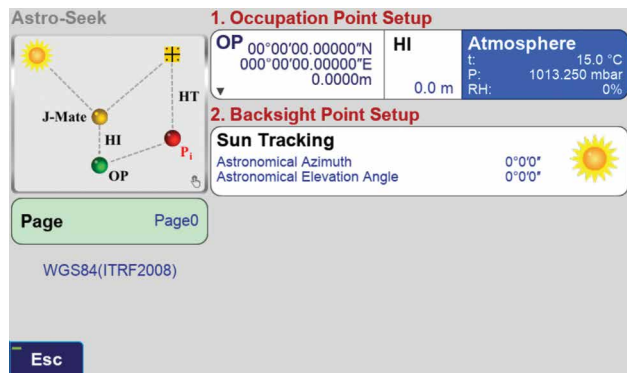 Astro-Seek
J-Mate
HT
HI
P i
OP
Page Page0
WGS84(ITRF2008)
Esc
1. Occupation Point Setup
OP 00°00'00.00000"N
000°00'00.00000"E
0.0000m
HI
0.0 m
Atmosphere
t: 15.0 °C
P: 1013.250 mbar
RH: 0%
2. Backsight Point Setup
Sun Tracking
Astronomical Azimuth 0°0'0"
Astronomical Elevation Angle 0°0'0"